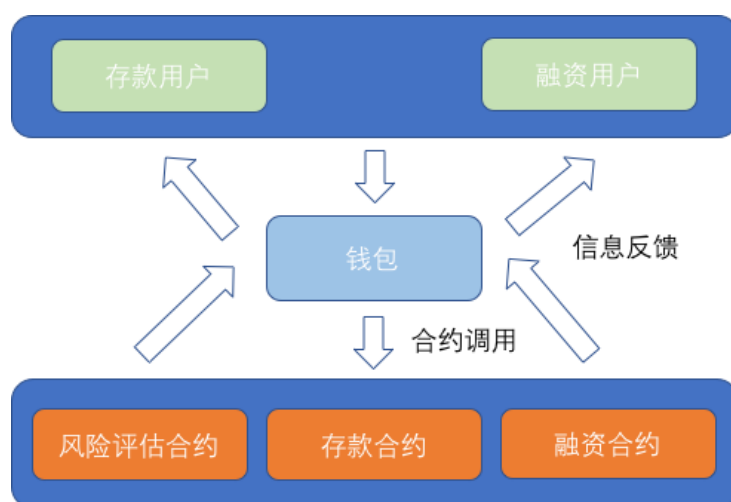 存款用户
融资用户
钱包
信息反馈
合约调用
风险评估合约
存款合约
融资合约